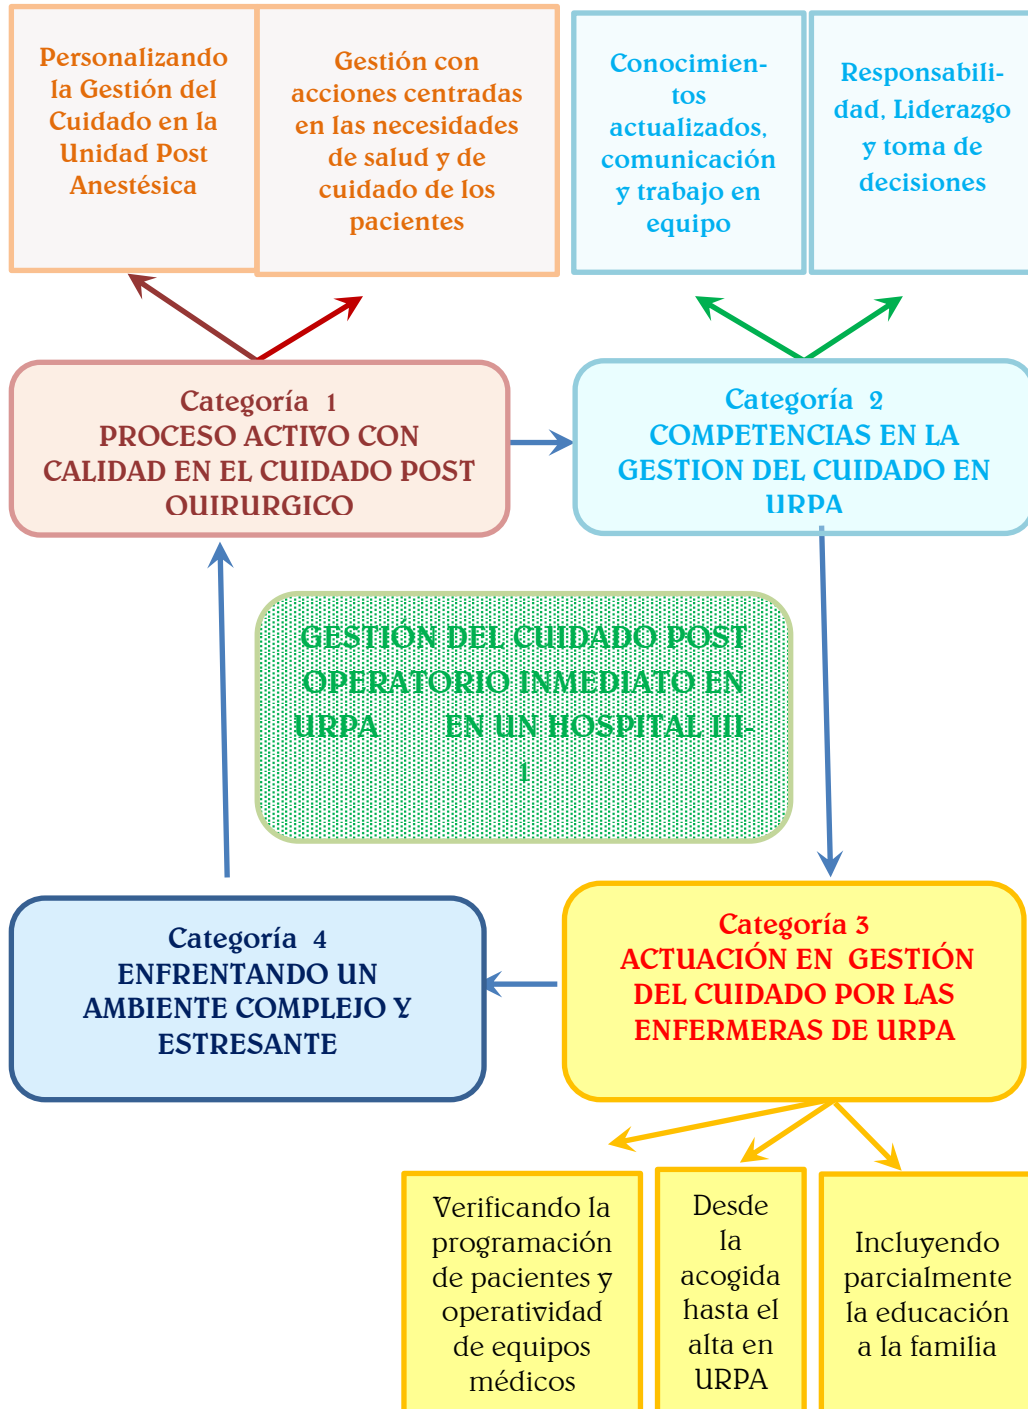 Personalizando
la Gestión del
Cuidado en la
Unidad Post
Anestésica
Gestión con
acciones centradas
en las necesidades
de salud y de
cuidado de los
pacientes
Conocimien-
tos
actualizados,
comunicación
y trabajo en
equipo
Responsabili-
dad, Liderazgo
y toma de
decisiones
Categoría 1
PROCESO ACTIVO CON
CALIDAD EN EL CUIDADO POST
QUIRURGICO
Categoría 2
COMPETENCIAS EN LA
GESTION DEL CUIDADO EN
URPA
GESTIÓN DEL CUIDADO POST
OPERATORIO INMEDIATO EN
URPA EN UN HOSPITAL III-
1
Categoría 4
ENFRENTANDO UN
AMBIENTE COMPLEJO Y
ESTRESANTE
Categoría 3
ACTUACIÓN EN GESTIÓN
DEL CUIDADO POR LAS
ENFERMERAS DE URPA
Verificando la
programación
de pacientes y
operatividad
de equipos
médicos
Desde
la
acogida
hasta el
alta en
URPA
Incluyendo
parcialmente
la educación
a la familia